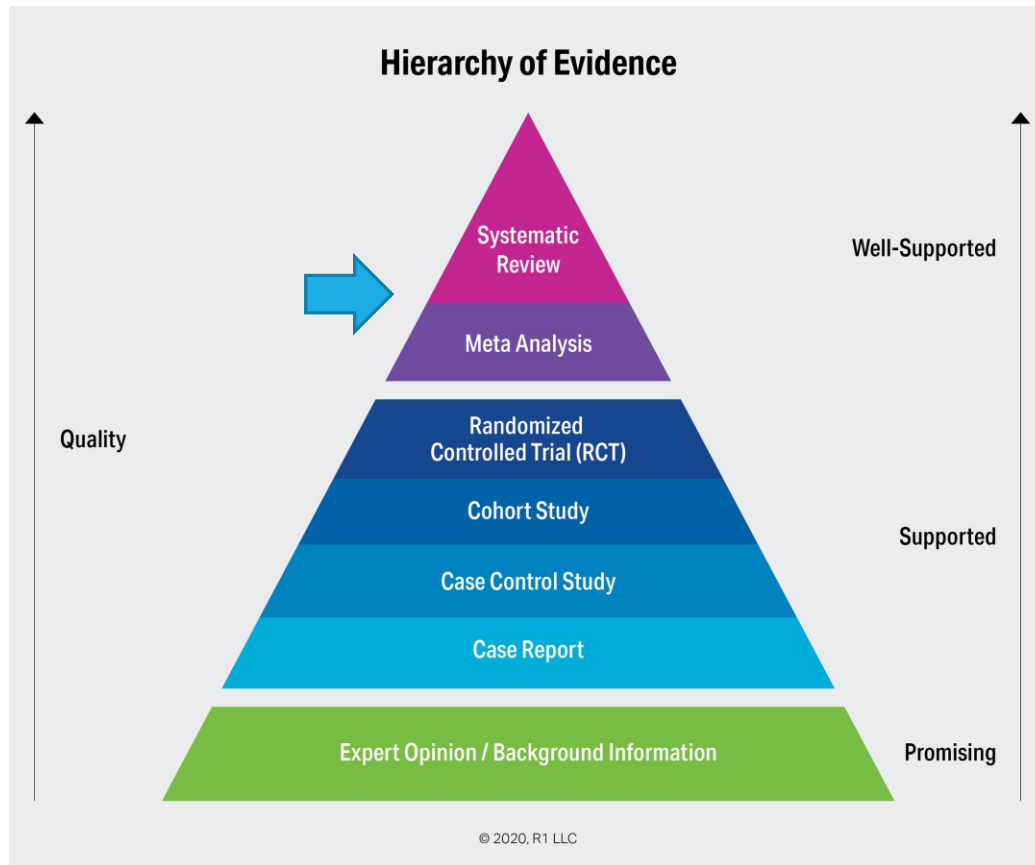 Hierarchy of Evidence
Systematic
Review
Well-Supported
Meta Analysis
Quality
Randomized
Controlled Trial (RCT)
Cohort Study
Supported
Case Control Study
Case Report
Expert Opinion / Background Information
Promising
© 2020, R1 LLC